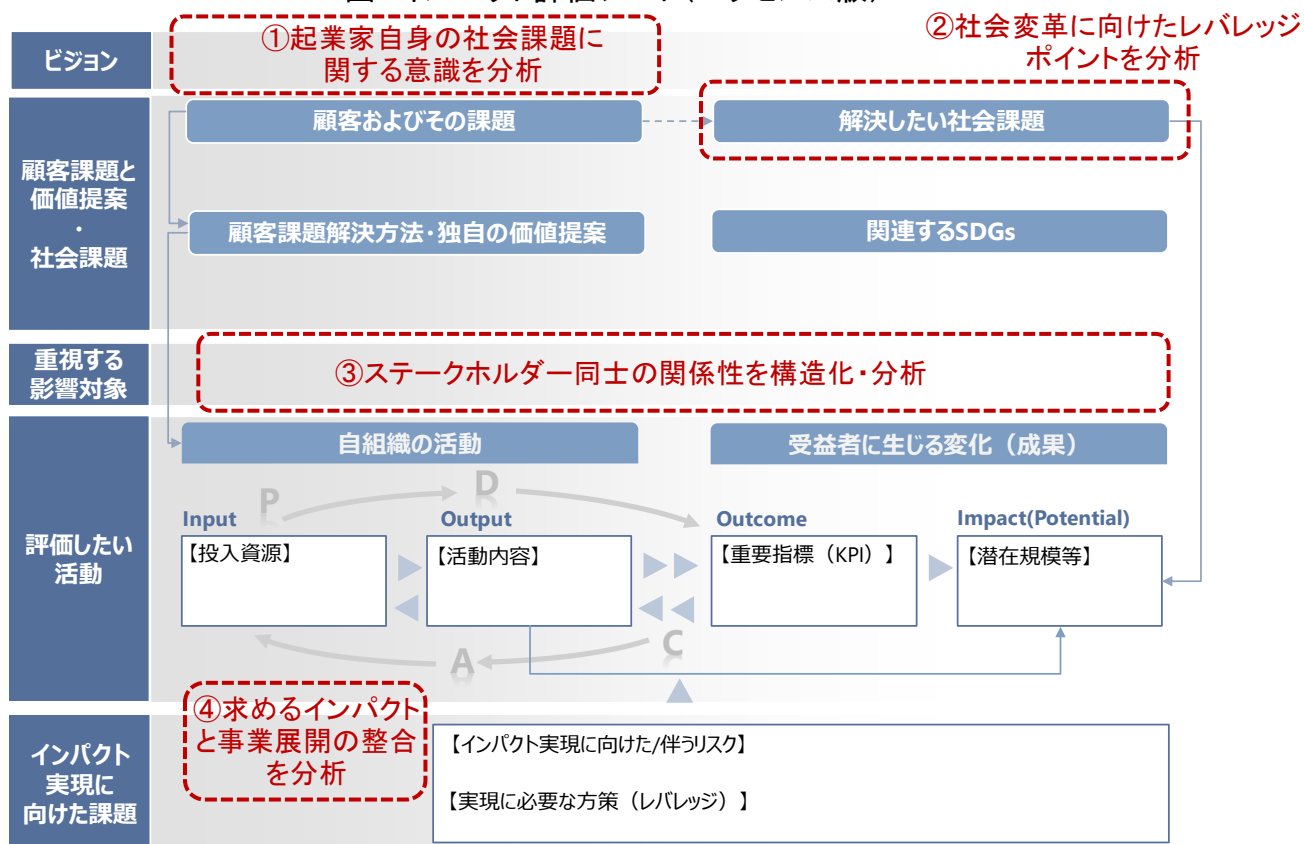 ①起業家自身の社会課題に
関する意識を分析
②社会変革に向けたレバレッジ
ポイントを分析
ビジョン
顧客およびその課題
解決したい社会課題
顧客課題と
価値提案
・
社会課題
顧客課題解決方法・独自の価値提案
関連するSDGs
重視する
影響対象
③ステークホルダー同士の関係性を構造化・分析
自組織の活動
受益者に生じる変化（成果）
P
D
Input
Output
Outcome
Impact(Potential)
評価したい
活動
【投入資源】
【活動内容】
【重要指標（KPI）】
【潜在規模等】
A
C
④求めるインパクト
と事業展開の整合
を分析
インパクト
実現に
向けた課題
【インパクト実現に向けた/伴うリスク】
【実現に必要な方策（レバレッジ）】